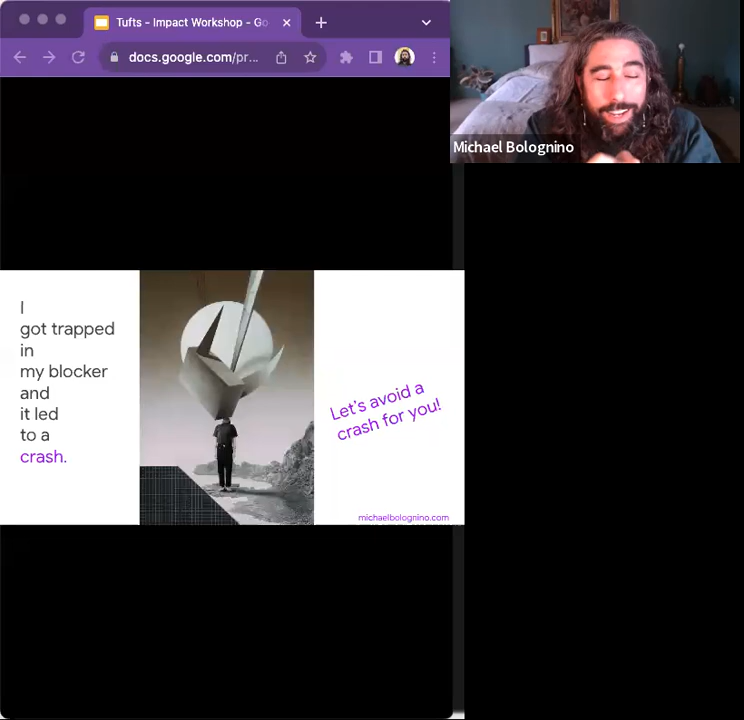 Tufts - Impact Workshop - Go
docs.google.com/pr...
Michael Bolognino
I
got trapped
in
my blocker
and
it led
to a
crash.
Let's avoid a
crash for you!
michaelbolognino.com